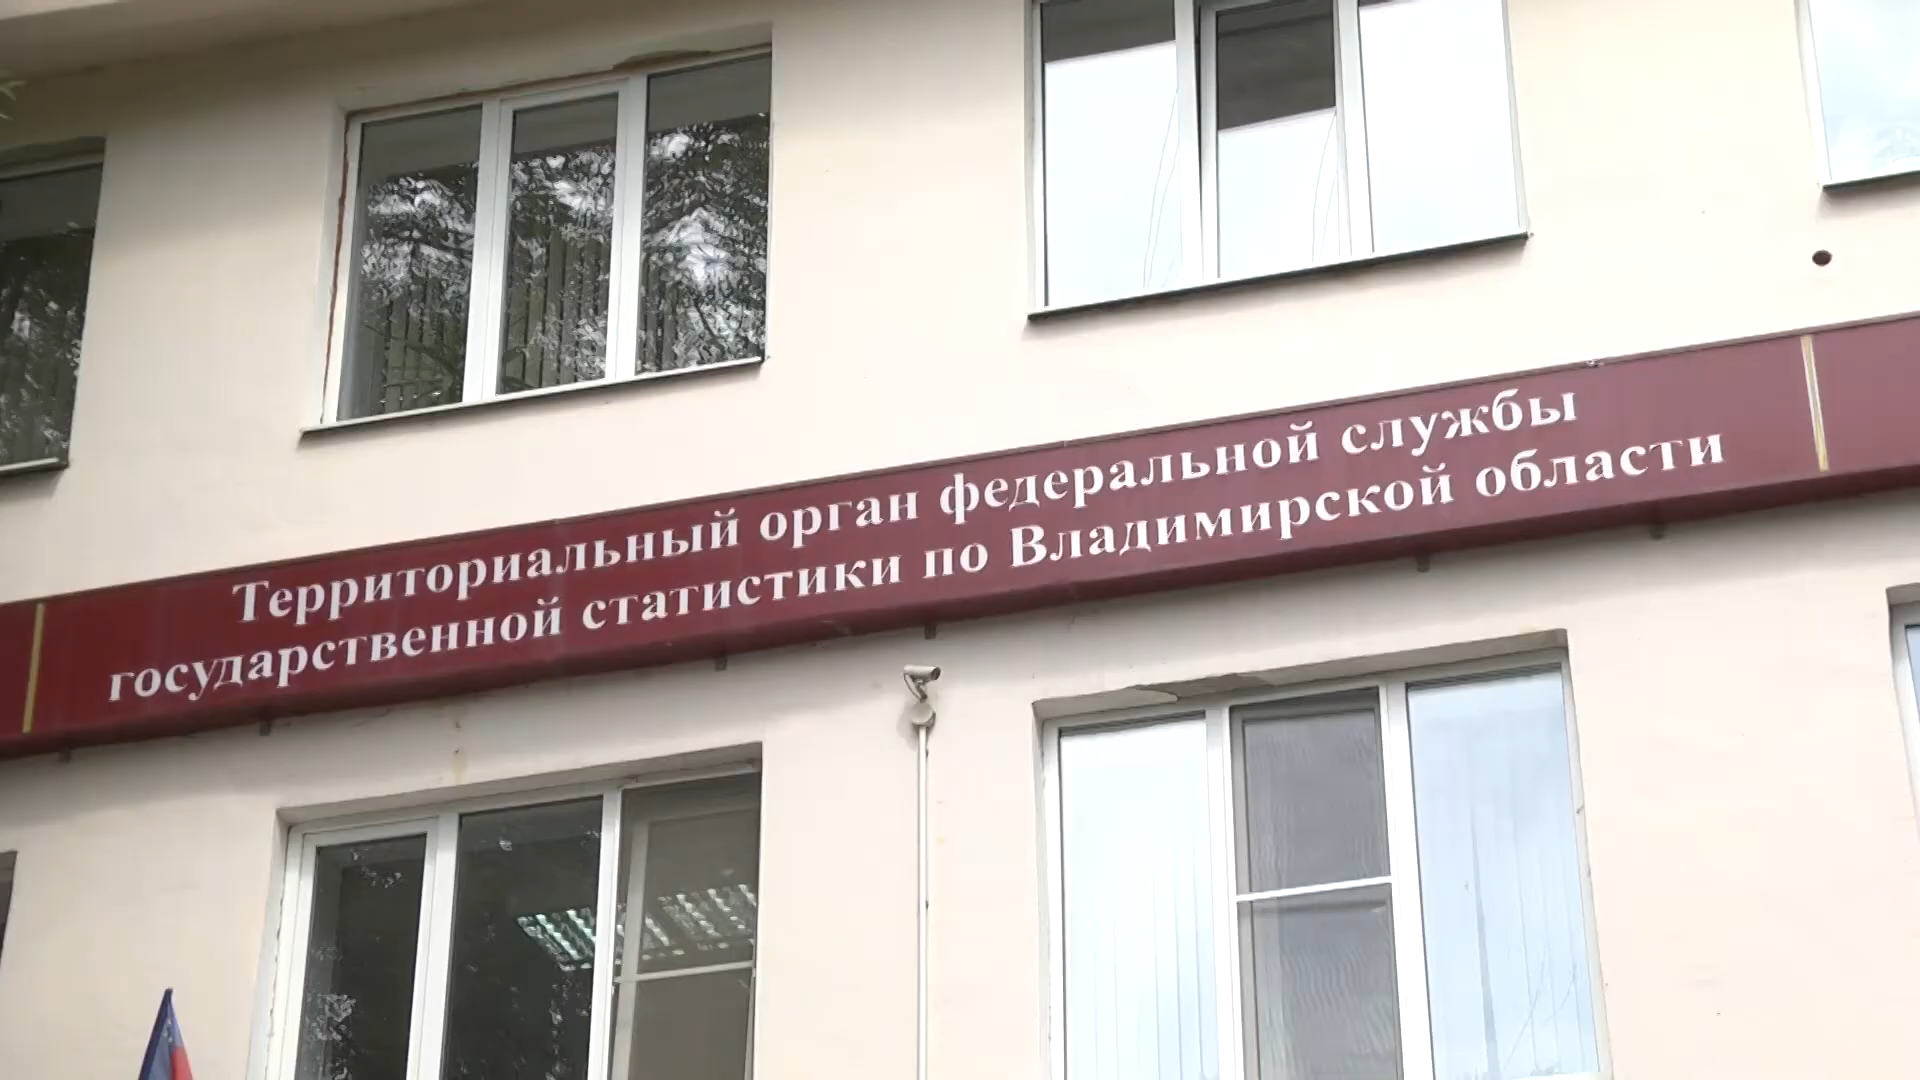 Территориальный орган федеральной службы
государственной статистики по Владимирской области